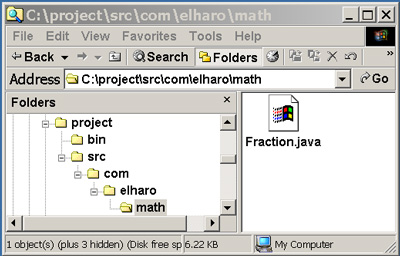 C:\project\src\com\elharo\math
File Edit View Favorites Tools Help
Back Search Folders
Address C:\project\src\com\elharo\math Go
Folders
project
bin
src
com
elharo
math
Fraction.java
1 object(s) (plus 3 hidden) (Disk free sp 6.22 KB My Computer